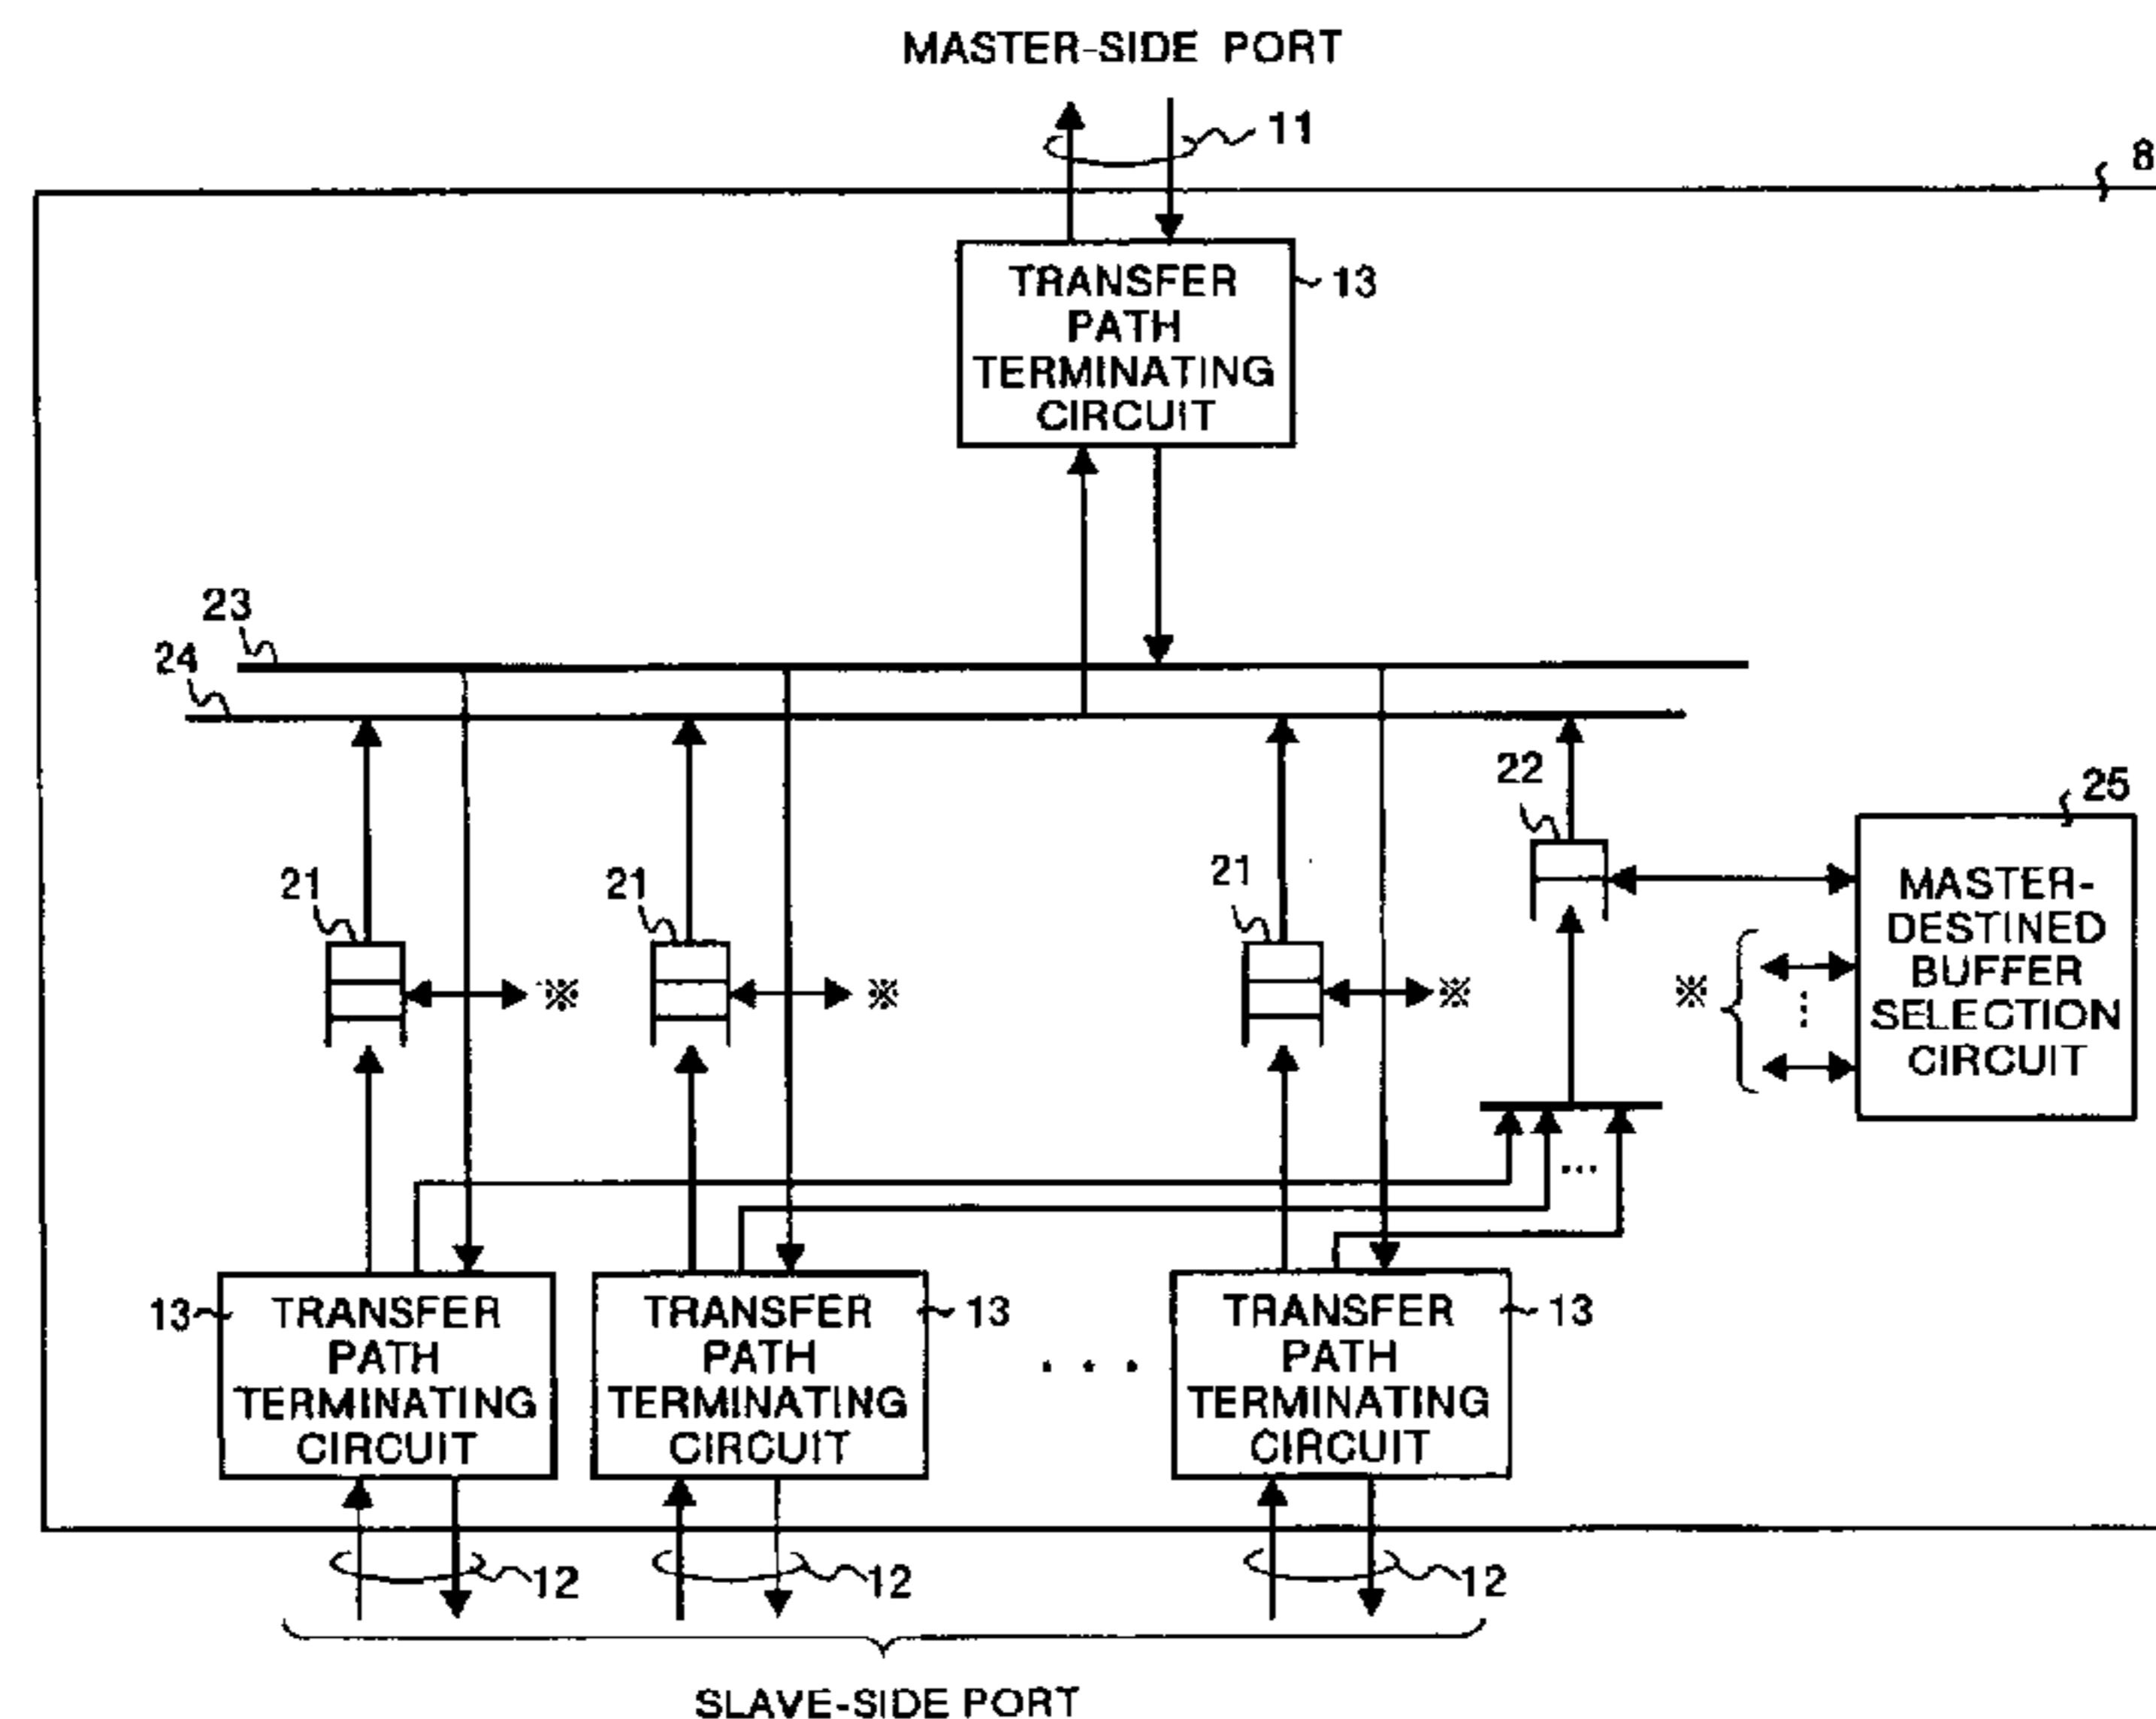 MASTER-SIDE PORT
11
8
TRANSFER
PATH
TERMINATING
CIRCUIT
13
23
24
22
25
21
21
21
MASTER-
DESTINED
BUFFER
SELECTION
CIRCUIT
※
※
※
※
...
13
TRANSFER
PATH
TERMINATING
CIRCUIT
TRANSFER
PATH
TERMINATING
CIRCUIT
13
...
TRANSFER
PATH
TERMINATING
CIRCUIT
13
12
12
12
SLAVE-SIDE PORT